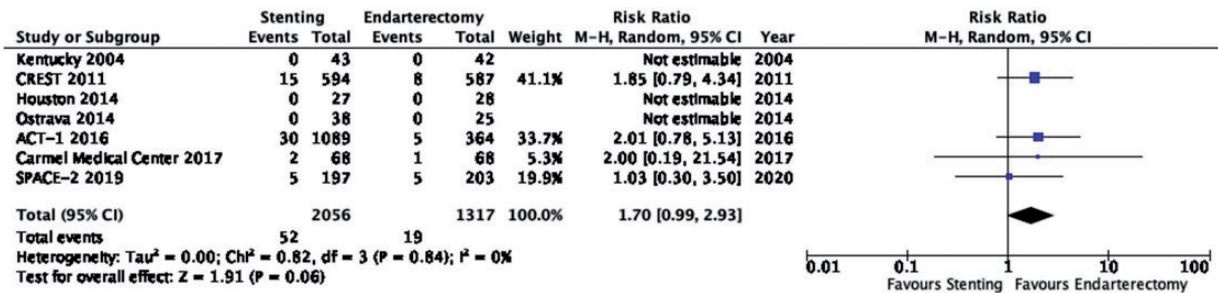 Stenting Endarterectomy Risk Ratio Risk Ratio
Study or Subgroup Events Total Events Total Weight M-H, Random, 95% CI Year M-H, Random, 95% CI
Kentucky 2004 0 43 0 42 Not estimable 2004
CREST 2011 15 594 8 587 41.1% 1.85 [0.79, 4.34] 2011
Houston 2014 0 27 0 28 Not estimable 2014
Ostrava 2014 0 38 0 25 Not estimable 2014
ACT-1 2016 30 1089 5 364 33.7% 2.01 [0.78, 5.13] 2016
Carmel Medical Center 2017 2 68 1 68 5.3% 2.00 [0.19, 21.54] 2017
SPACE-2 2019 5 197 5 203 19.9% 1.03 [0.30, 3.50] 2020
Total (95% CI) 2056 1317 100.0% 1.70 [0.99, 2.93]
Total events 52 19
Heterogeneity: Tau² = 0.00; Chi² = 0.82, df = 3 (P = 0.84); I² = 0%
Test for overall effect: Z = 1.91 (P = 0.06)
0.01 0.1 1 10 100
Favours Stenting Favours Endarterectomy